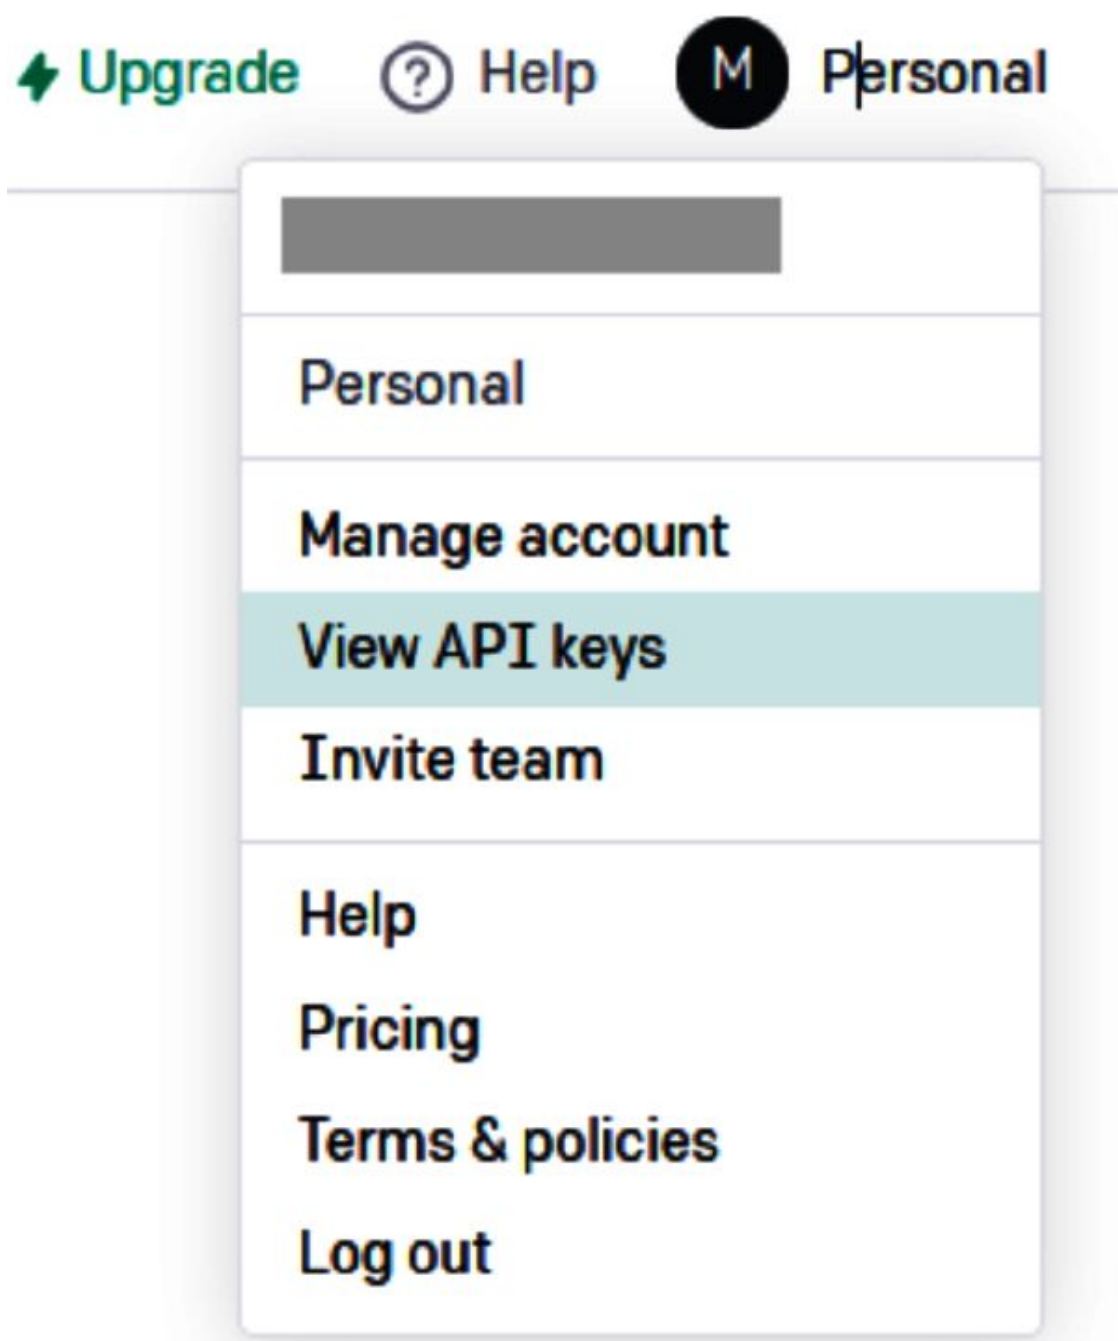 Upgrade ? Help M Personal
Personal
Manage account
View API keys
Invite team
Help
Pricing
Terms & policies
Log out